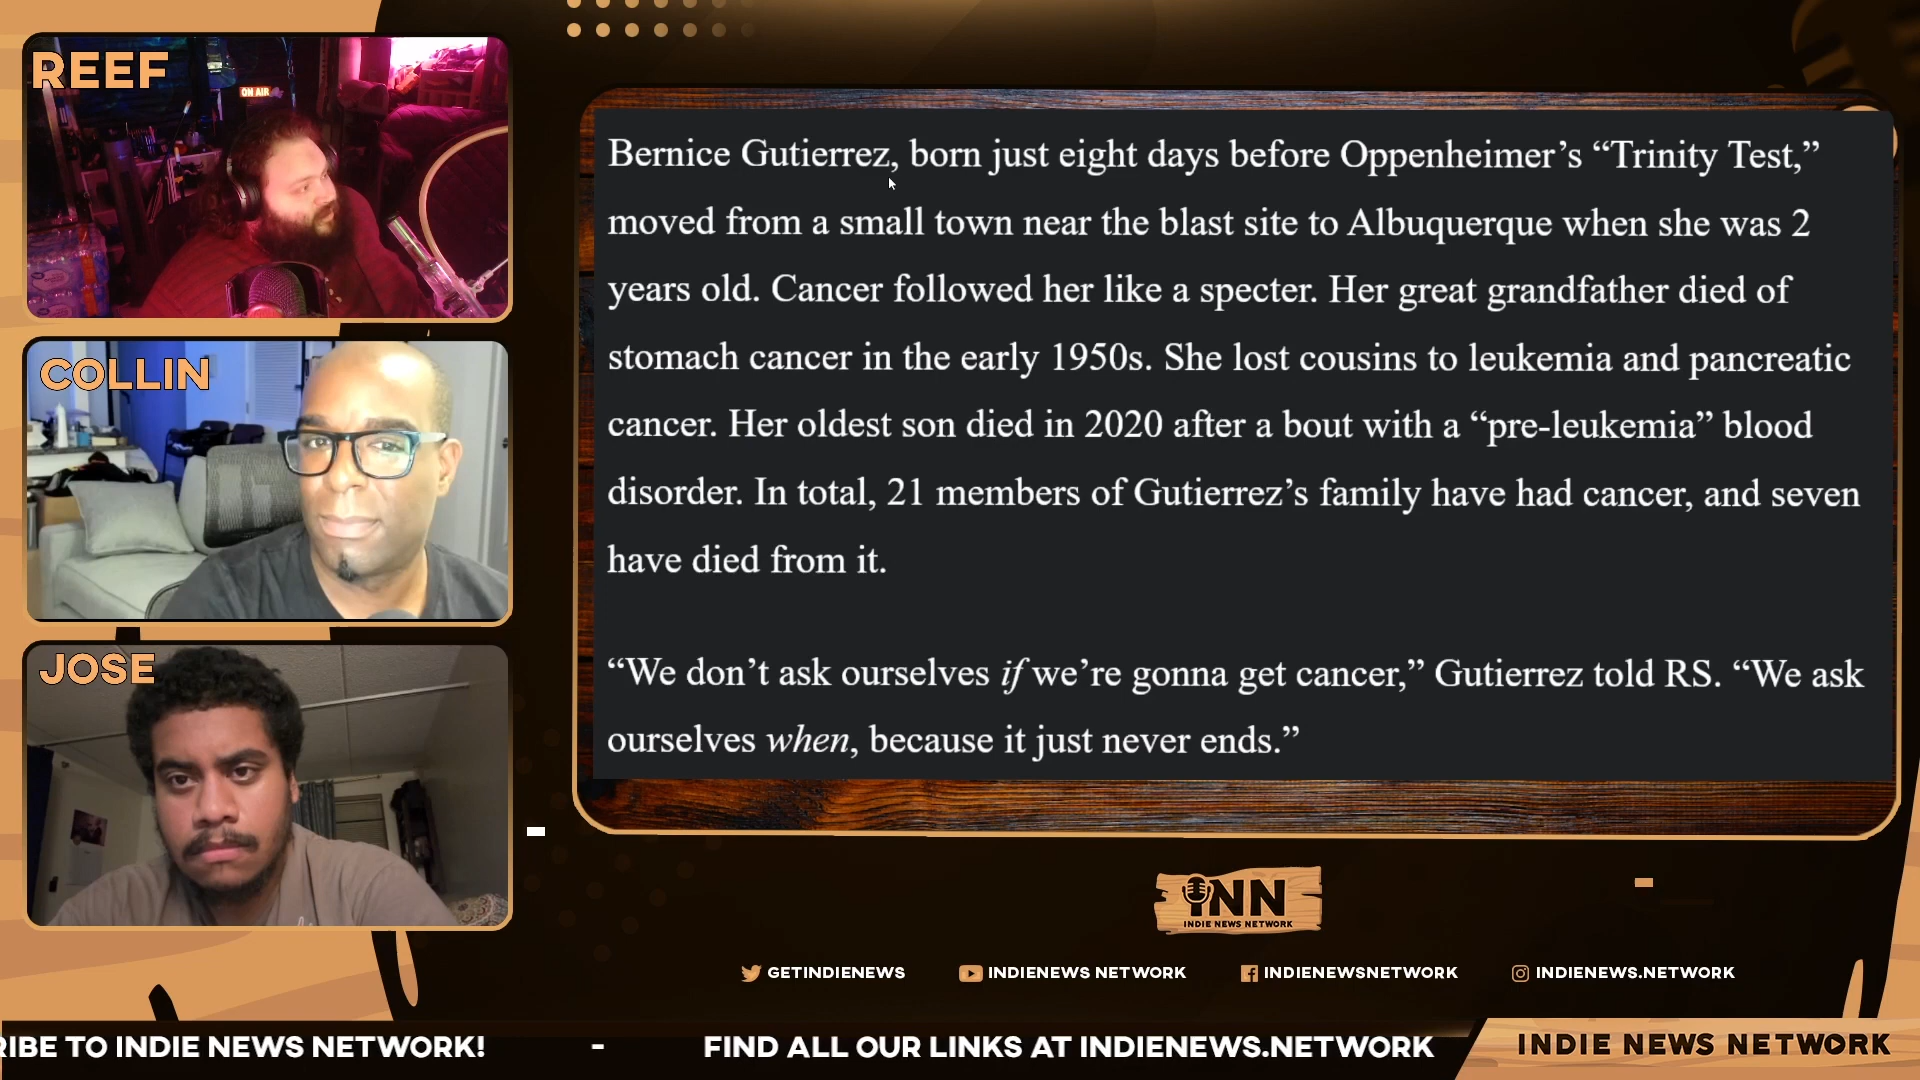 REEF
ON AIR
COLLIN
JOSE
Bernice Gutierrez, born just eight days before Oppenheimer’s “Trinity Test,”
moved from a small town near the blast site to Albuquerque when she was 2
years old. Cancer followed her like a specter. Her great grandfather died of
stomach cancer in the early 1950s. She lost cousins to leukemia and pancreatic
cancer. Her oldest son died in 2020 after a bout with a “pre-leukemia” blood
disorder. In total, 21 members of Gutierrez’s family have had cancer, and seven
have died from it.
“We don’t ask ourselves if we’re gonna get cancer,” Gutierrez told RS. “We ask
ourselves when, because it just never ends.”
INN
INDIE NEWS NETWORK
GETINDIENEWS
INDIENEWS NETWORK
INDIENEWSNETWORK
INDIENEWS.NETWORK
RIBE TO INDIE NEWS NETWORK! - FIND ALL OUR LINKS AT INDIENEWS.NETWORK
INDIE NEWS NETWORK